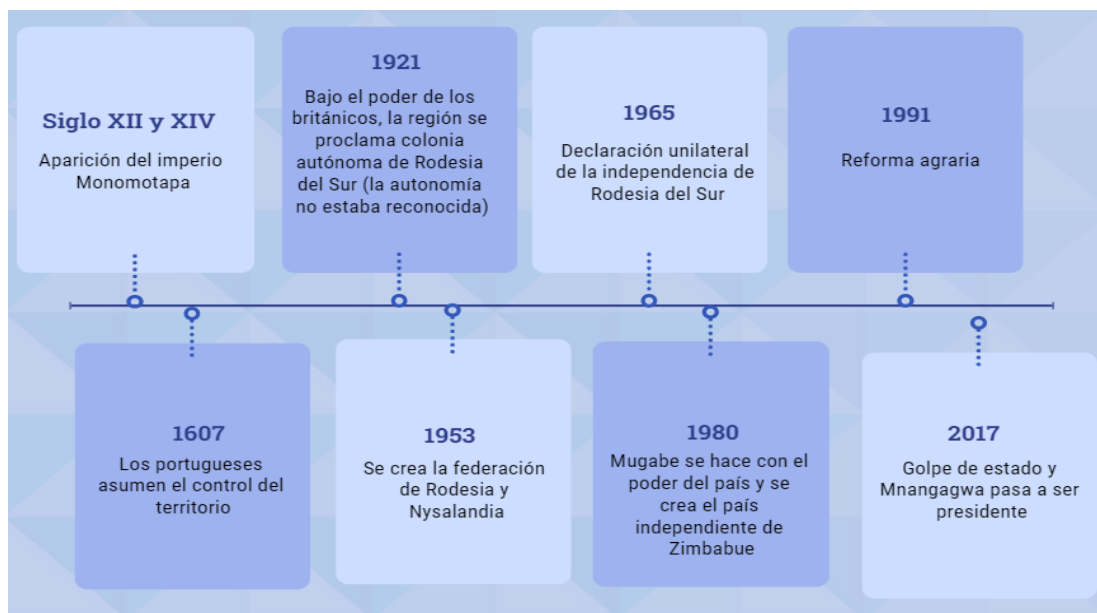 Siglo XII y XIV
Aparición del imperio
Monomotapa
1607
Los portugueses
asumen el control del
territorio
1921
Bajo el poder de los
británicos, la región se
proclama colonia
autónoma de Rodesia
del Sur (la autonomía
no estaba reconocida)
1953
Se crea la federación
de Rodesia y
Nysalandia
1965
Declaración unilateral
de la independencia de
Rodesia del Sur
1980
Mugabe se hace con el
poder del país y se
crea el país
independiente de
Zimbabue
1991
Reforma agraria
2017
Golpe de estado y
Mnangagwa pasa a ser
presidente